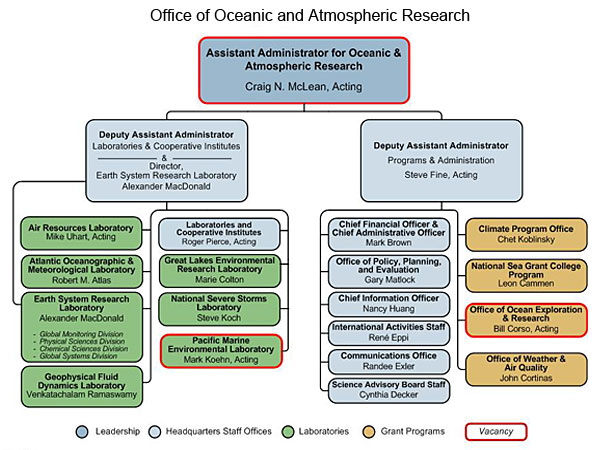 Office of Oceanic and Atmospheric Research
Assistant Administrator for Oceanic &
Atmospheric Research
Craig N. McLean, Acting
Deputy Assistant Administrator
Laboratories & Cooperative Institutes
&
Director,
Earth System Research Laboratory
Alexander MacDonald
Deputy Assistant Administrator
Programs & Administration
Steve Fine, Acting
Air Resources Laboratory
Mike Uhart, Acting
Atlantic Oceanographic &
Meteorological Laboratory
Robert M. Atlas
Earth System Research
Laboratory
Alexander MacDonald
- Global Monitoring Division
- Physical Sciences Division
- Chemical Sciences Division
- Global Systems Division
Geophysical Fluid
Dynamics Laboratory
Venkatachalam Ramaswamy
Laboratories and
Cooperative Institutes
Roger Pierce, Acting
Great Lakes Environmental
Research Laboratory
Marie Colton
National Severe Storms
Laboratory
Steve Koch
Pacific Marine
Environmental Laboratory
Mark Koehn, Acting
Chief Financial Officer &
Chief Administrative Officer
Mark Brown
Office of Policy, Planning,
and Evaluation
Gary Matlock
Chief Information Officer
Nancy Huang
International Activities Staff
René Eppi
Communications Office
Randee Exler
Science Advisory Board Staff
Cynthia Decker
Climate Program Office
Chet Koblinsky
National Sea Grant College
Program
Leon Cammen
Office of Ocean Exploration
& Research
Bill Corso, Acting
Office of Weather &
Air Quality
John Cortinas
Leadership
Headquarters Staff Offices
Laboratories
Grant Programs
Vacancy